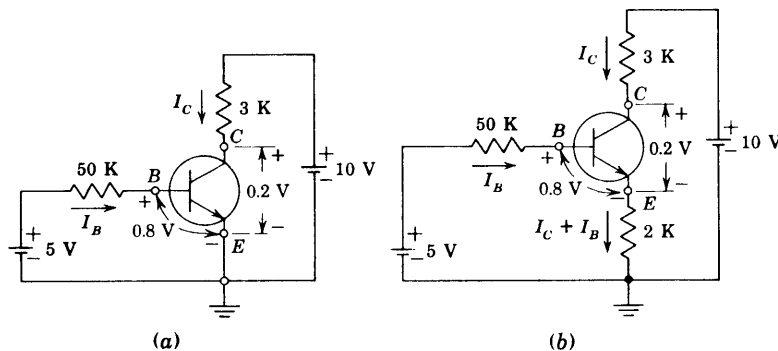 I_C
3 K
C
+
50 K
B
+
I_B
0.2 V
0.8 V
−
−
E
+
−
5 V
+
−
10 V
(a)
I_C
3 K
C
+
50 K
B
+
I_B
0.2 V
0.8 V
−
−
E
I_C + I_B
2 K
+
−
5 V
+
−
10 V
(b)